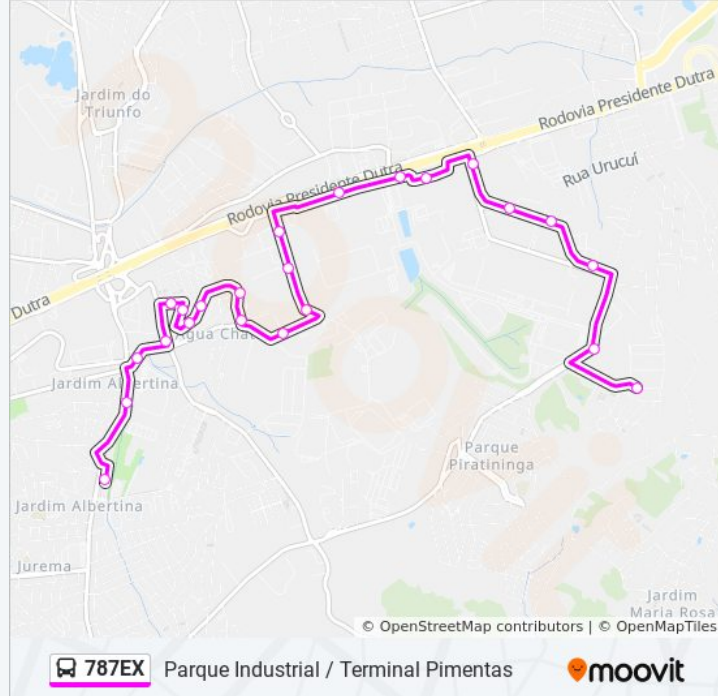 Jardim do
Triunfo
Rodovia Presidente Dutra
Rua Urucuí
Rodovia Presidente Dutra
Dutra
Água Cha
Jardim Albertina
Parque
Piratininga
Jardim Albertina
Jurema
Jardim
Maria Rosa
© OpenStreetMap contributors | © OpenMapTiles
787EX Parque Industrial / Terminal Pimentas
moovit